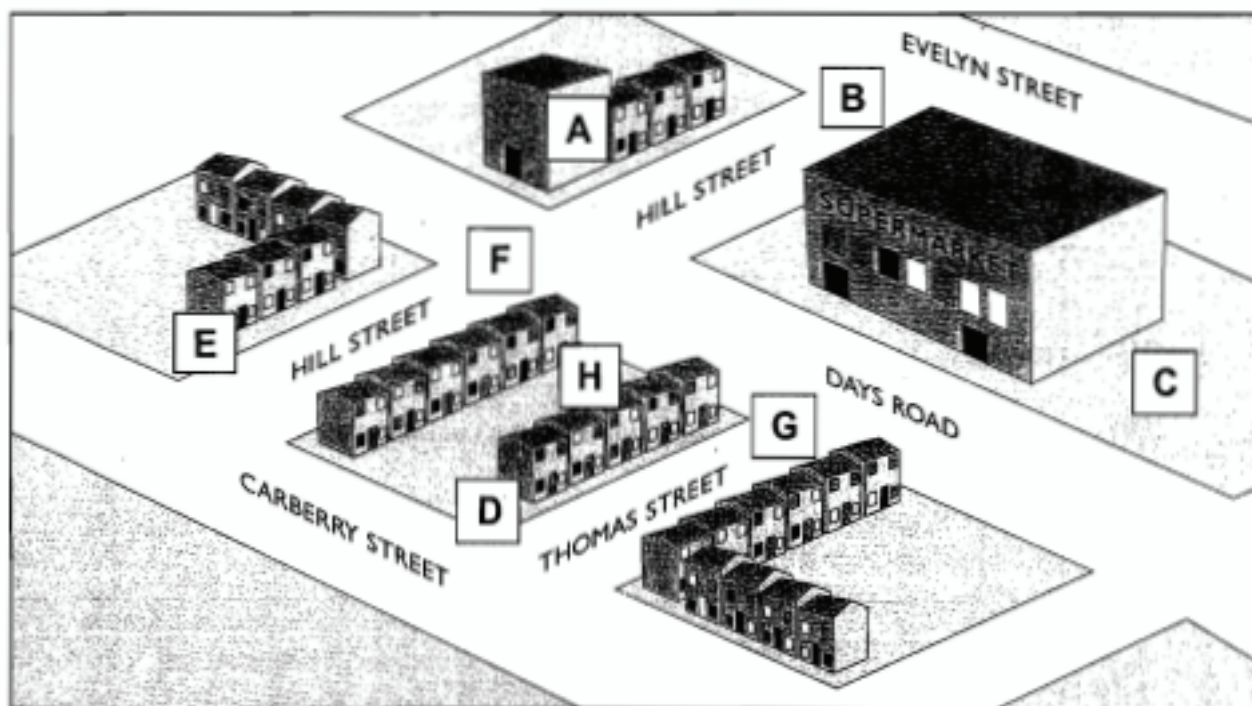 EVELYN STREET
B
A
HILL STREET
SUPERMARKET
F
E
HILL STREET
H
C
DAYS ROAD
G
D
CARBERRY STREET
THOMAS STREET